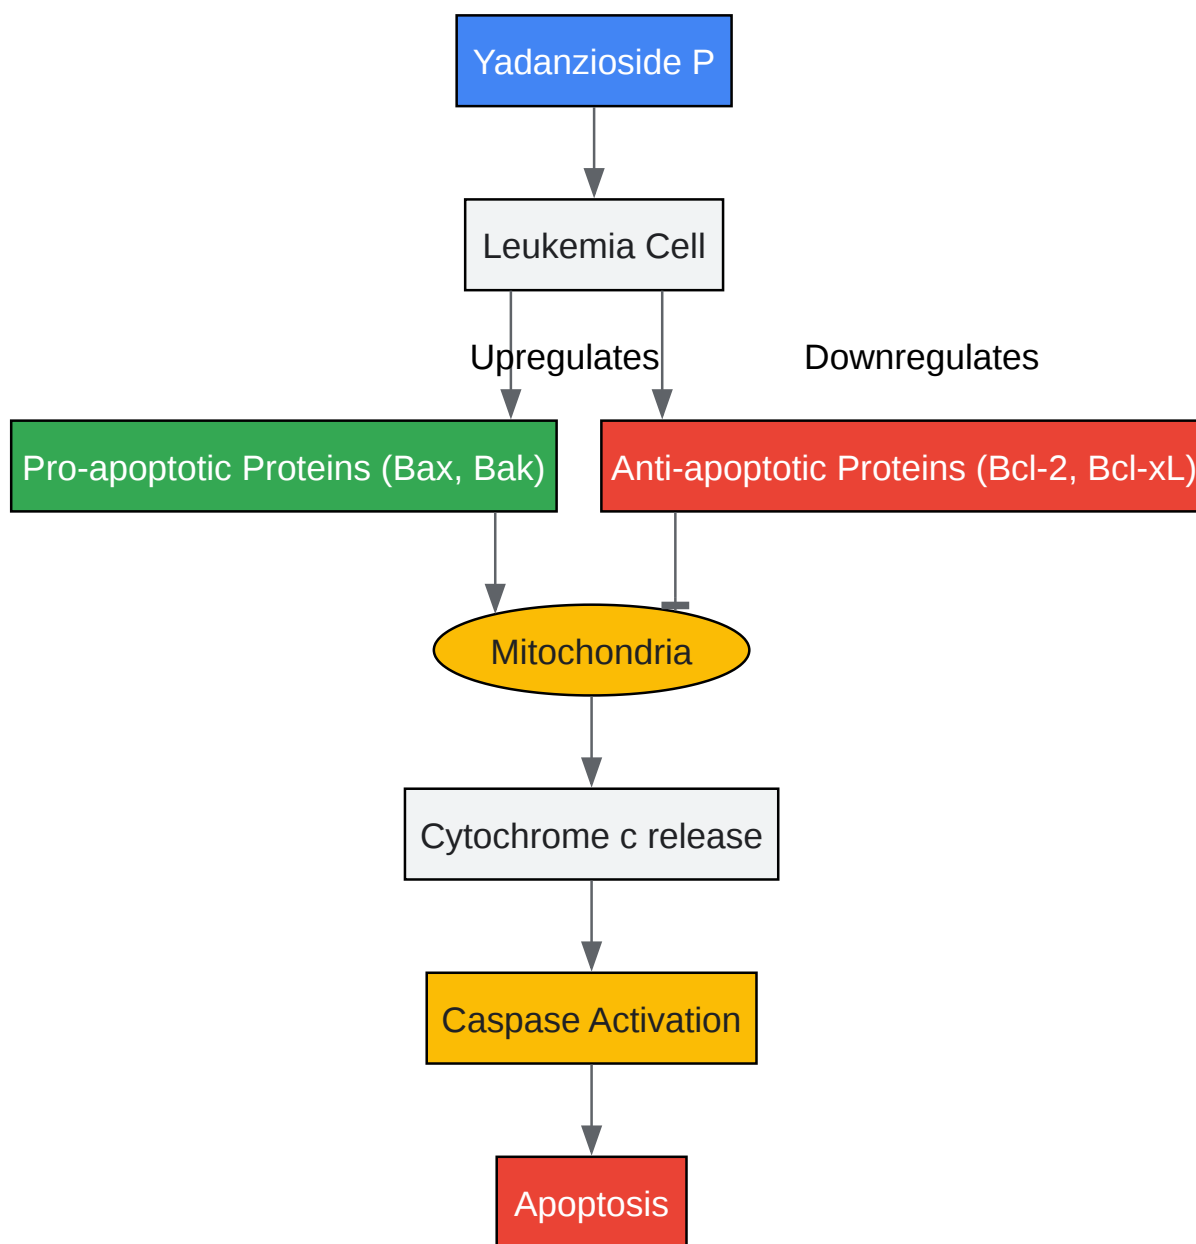 Yadanzioside P
Leukemia Cell
Upregulates
Downregulates
Pro-apoptotic Proteins (Bax, Bak)
Anti-apoptotic Proteins (Bcl-2, Bcl-xL)
Mitochondria
Cytochrome c release
Caspase Activation
Apoptosis